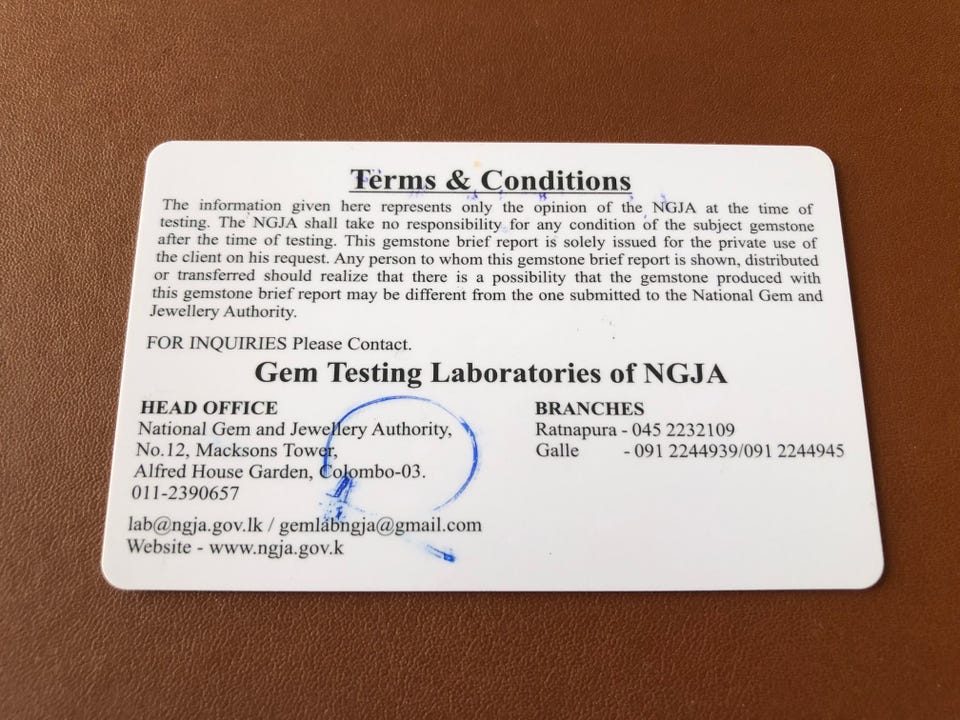 Terms & Conditions
The information given here represents only the opinion of the NGJA at the time of
testing. The NGJA shall take no responsibility for any condition of the subject gemstone
after the time of testing. This gemstone brief report is solely issued for the private use of
the client on his request. Any person to whom this gemstone brief report is shown, distributed
or transferred should realize that there is a possibility that the gemstone produced with
this gemstone brief report may be different from the one submitted to the National Gem and
Jewellery Authority.
FOR INQUIRIES Please Contact.
Gem Testing Laboratories of NGJA
HEAD OFFICE
National Gem and Jewellery Authority,
No.12, Macksons Tower,
Alfred House Garden, Colombo-03.
011-2390657
lab@ngja.gov.lk / gemlabngja@gmail.com
Website - www.ngja.gov.k
BRANCHES
Ratnapura - 045 2232109
Galle - 091 2244939/091 2244945